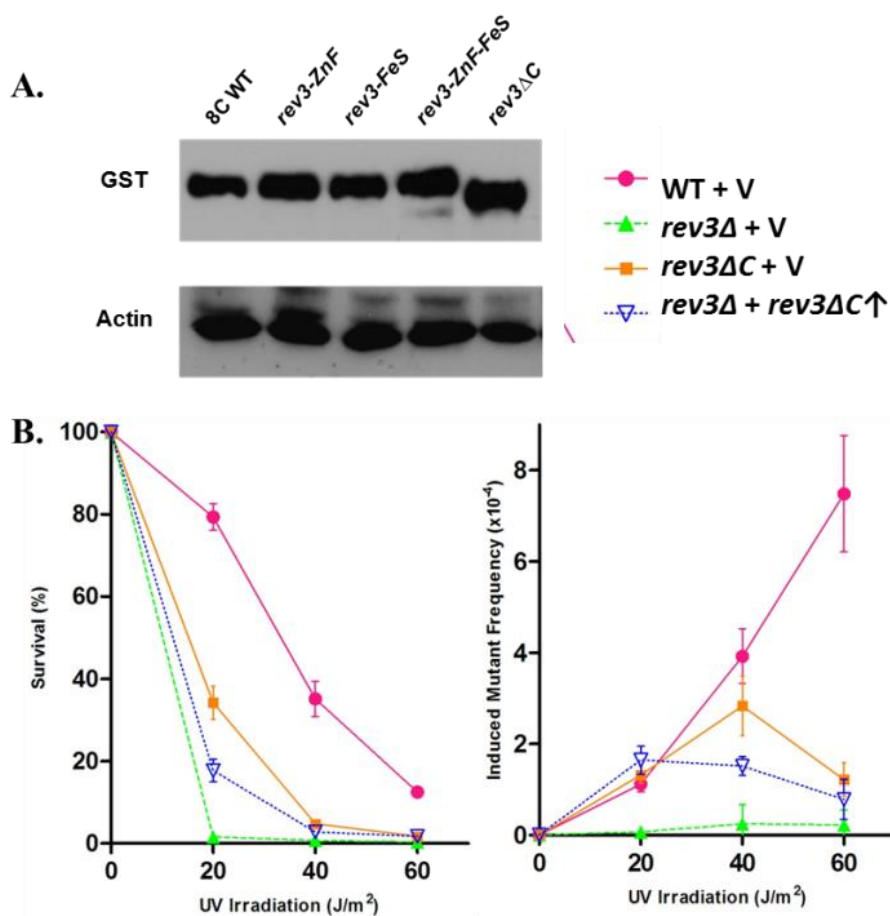 A.
8C WT
rev3-ZnF
rev3-FeS
rev3-ZnF-FeS
rev3ΔC
GST
Actin
WT + V
rev3Δ + V
rev3ΔC + V
rev3Δ + rev3ΔC↑
B.
100
80
60
40
20
0
Survival (%)
0 20 40 60
UV Irradiation (J/m²)
8
6
4
2
0
Induced Mutant Frequency (x10⁻⁴)
0 20 40 60
UV Irradiation (J/m²)